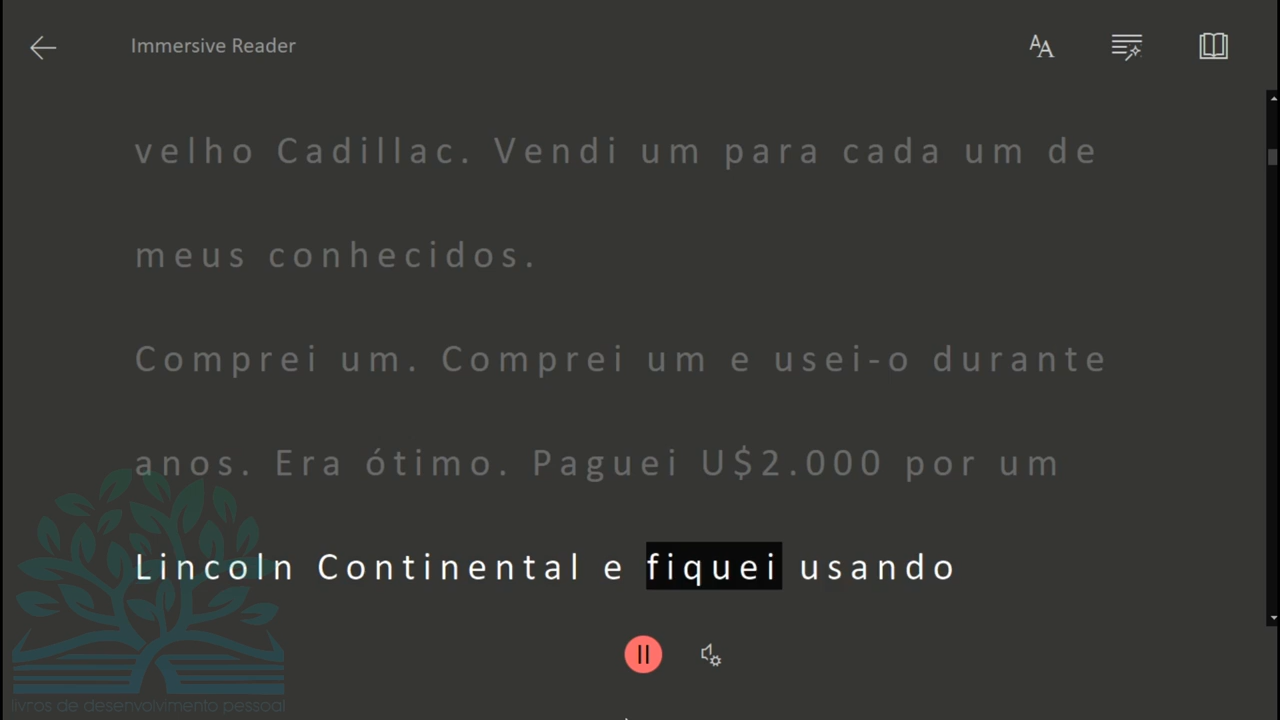 Immersive Reader
velho Cadillac. Vendi um para cada um de
meus conhecidos.
Comprei um. Comprei um e usei-o durante
anos. Era ótimo. Paguei U$2.000 por um
Lincoln Continental e fiquei usando
livros de desenvolvimento pessoal